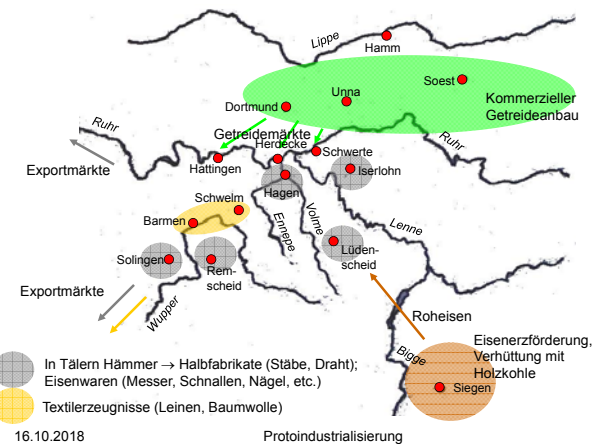 Lippe
Hamm
Soest
Unna
Dortmund
Kommerzieller
Getreideanbau
Ruhr
Getreidemärkte
Ruhr
Herdecke
Schwerte
Exportmärkte
Hattingen
Iserlohn
Hagen
Schwelm
Barmen
Ennepe
Volme
Lenne
Solingen
Rem-
scheid
Lüden-
scheid
Exportmärkte
Wupper
Roheisen
Eisenerzförderung,
Verhüttung mit
Holzkohle
Bigge
Siegen
In Tälern Hämmer → Halbfabrikate (Stäbe, Draht);
Eisenwaren (Messer, Schnallen, Nägel, etc.)
Textilerzeugnisse (Leinen, Baumwolle)
16.10.2018
Protoindustrialisierung